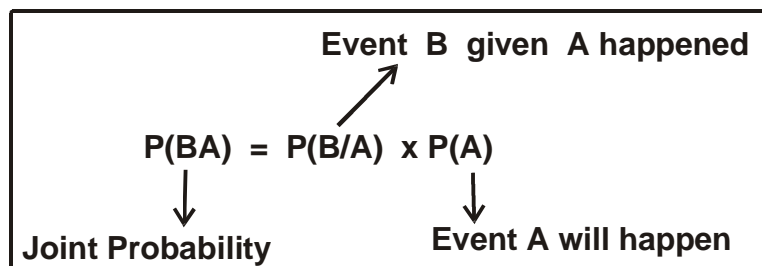 Event B given A happened
P(BA) = P(B/A) x P(A)
Joint Probability
Event A will happen